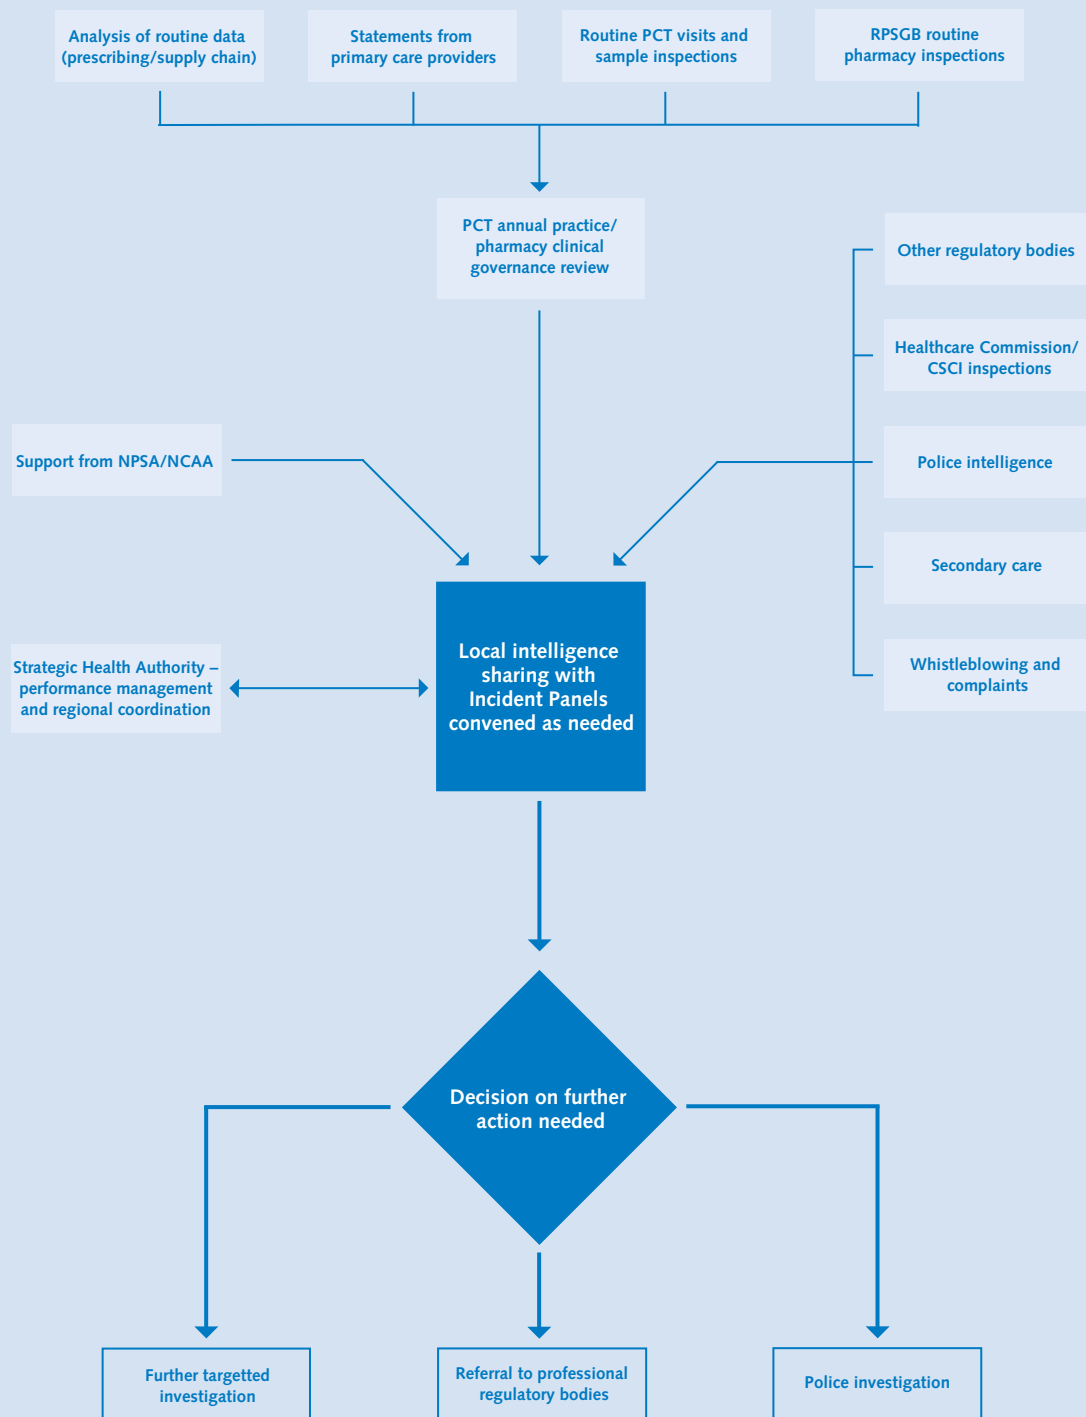 Analysis of routine data
(prescribing/supply chain)
Statements from
primary care providers
Routine PCT visits and
sample inspections
RPSGB routine
pharmacy inspections
PCT annual practice/
pharmacy clinical
governance review
Other regulatory bodies
Healthcare Commission/
CSCI inspections
Support from NPSA/NCAA
Police intelligence
Secondary care
Local intelligence
sharing with
Incident Panels
convened as needed
Strategic Health Authority –
performance management
and regional coordination
Whistleblowing and
complaints
Decision on further
action needed
Further targetted
investigation
Referral to professional
regulatory bodies
Police investigation